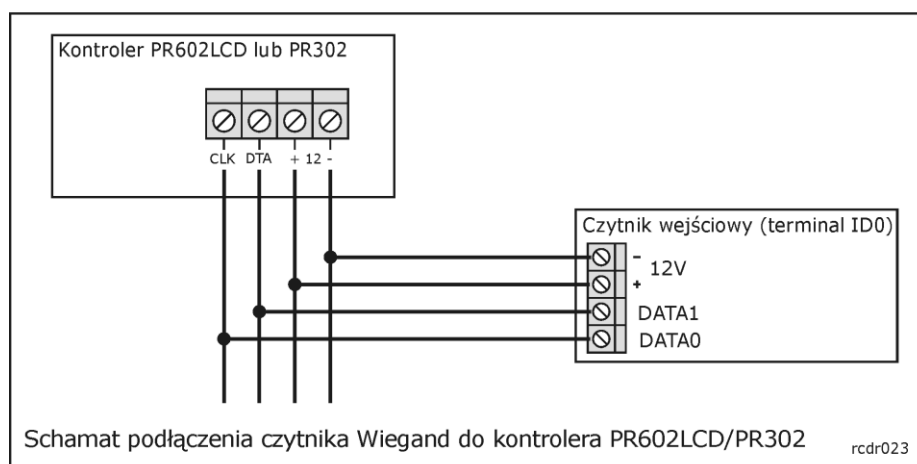 Kontroler PR602LCD lub PR302
CLK DTA + 12 -
Czytnik wejściowy (terminal ID0)
- 
12V
+
DATA1
DATA0
Schamat podłączenia czytnika Wiegand do kontrolera PR602LCD/PR302
rcdr023